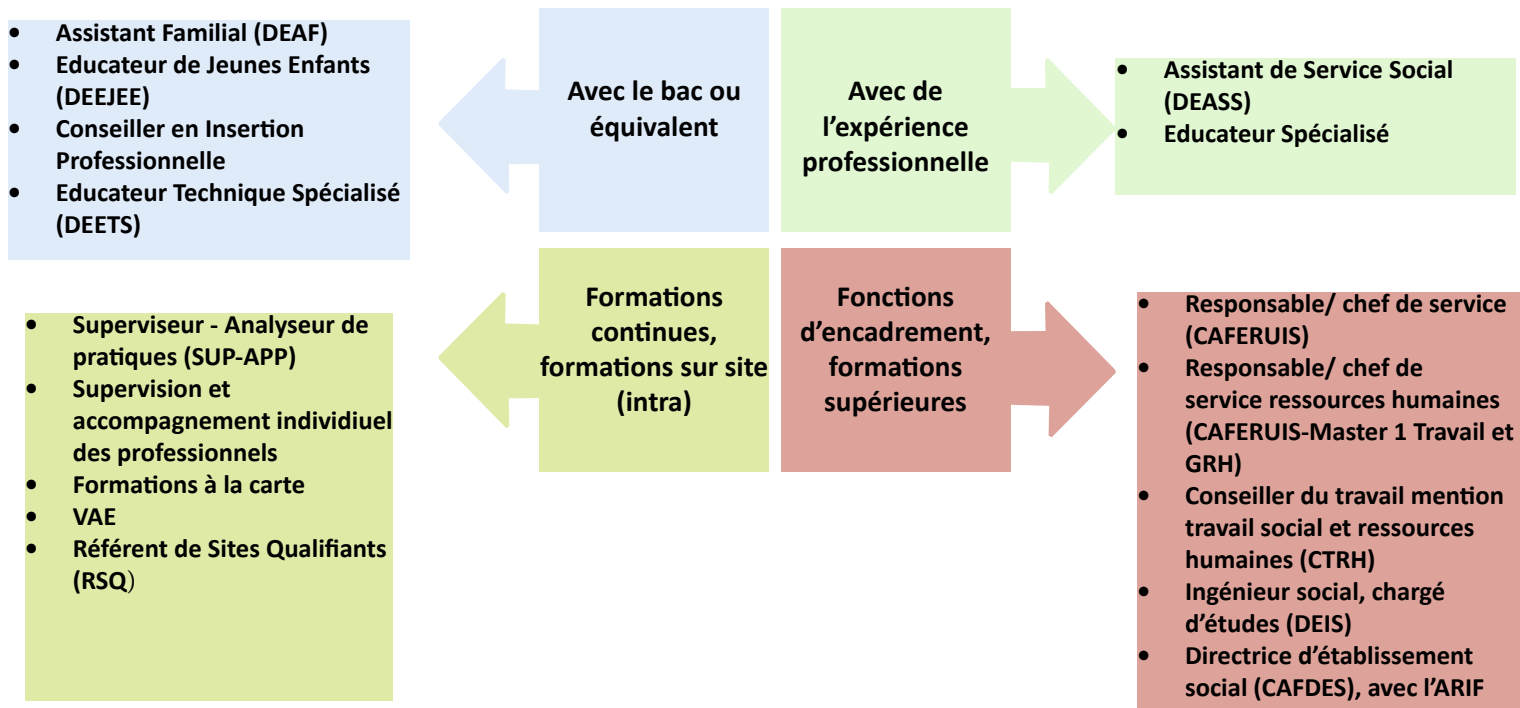 • Assistant Familial (DEAF)
• Educateur de Jeunes Enfants
(DEEJEE)
• Conseiller en Insertion
Professionnelle
• Educateur Technique Spécialisé
(DEETS)
Avec le bac ou
équivalent
Avec de
l’expérience
professionnelle
• Assistant de Service Social
(DEASS)
• Educateur Spécialisé
• Superviseur - Analyseur de
pratiques (SUP-APP)
• Supervision et
accompagnement individiuel
des professionnels
• Formations à la carte
• VAE
• Référent de Sites Qualifiants
(RSQ)
Formations
continues,
formations sur site
(intra)
Fonctions
d’encadrement,
formations
supérieures
• Responsable/ chef de service
(CAFERUIS)
• Responsable/ chef de
service ressources humaines
(CAFERUIS-Master 1 Travail et
GRH)
• Conseiller du travail mention
travail social et ressources
humaines (CTRH)
• Ingénieur social, chargé
d’études (DEIS)
• Directrice d’établissement
social (CAFDES), avec l’ARIF